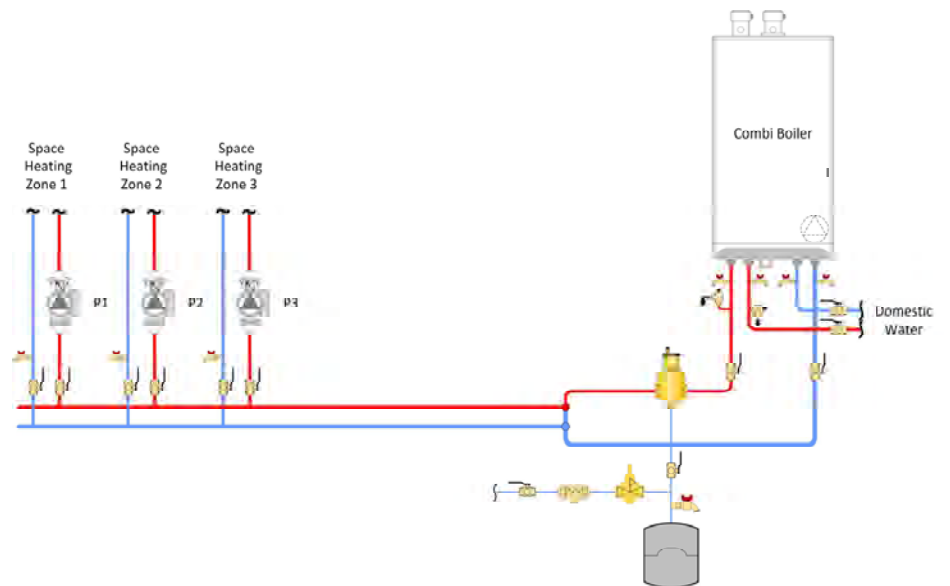 Combi Boiler
Space
Heating
Zone 1
Space
Heating
Zone 2
Space
Heating
Zone 3
P1
P2
P3
Domestic
Water